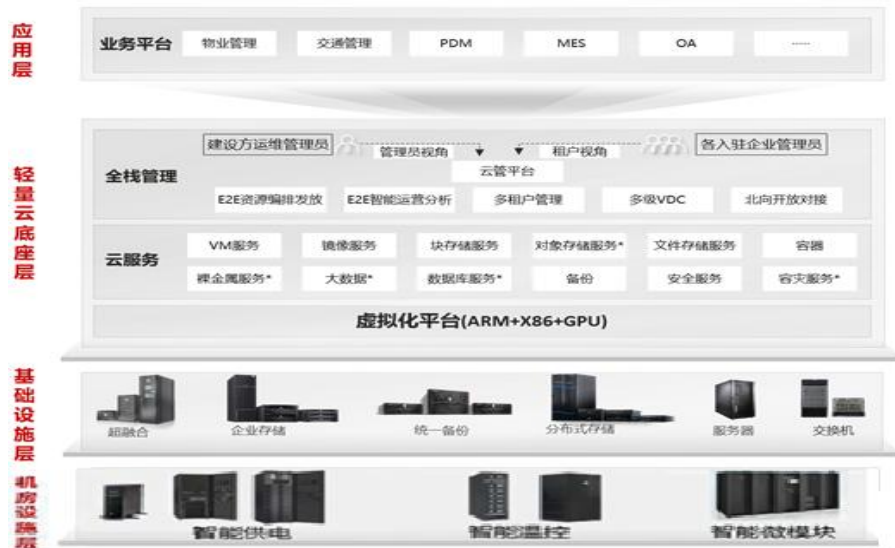 应用层
业务平台 物业管理 交通管理 PDM MES OA ......
轻量云底座层
建设方运维管理员 管理员视角 租户视角 各入驻企业管理员
云管平台
全栈管理
E2E资源编排发放 E2E智能运营分析 多租户管理 多级VDC 北向开放对接
云服务
VM服务 镜像服务 块存储服务 对象存储服务* 文件存储服务 容器
裸金属服务* 大数据* 数据库服务* 备份 安全服务 容灾服务*
虚拟化平台(ARM+X86+GPU)
基础设施层
超融合 企业存储 统一备份 分布式存储 服务器 交换机
机房设施层
智能供电 智能温控 智能微模块